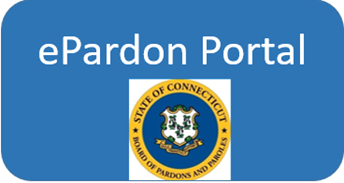 ePardon Portal
STATE OF CONNECTICUT
BOARD OF PARDONS AND PAROLES